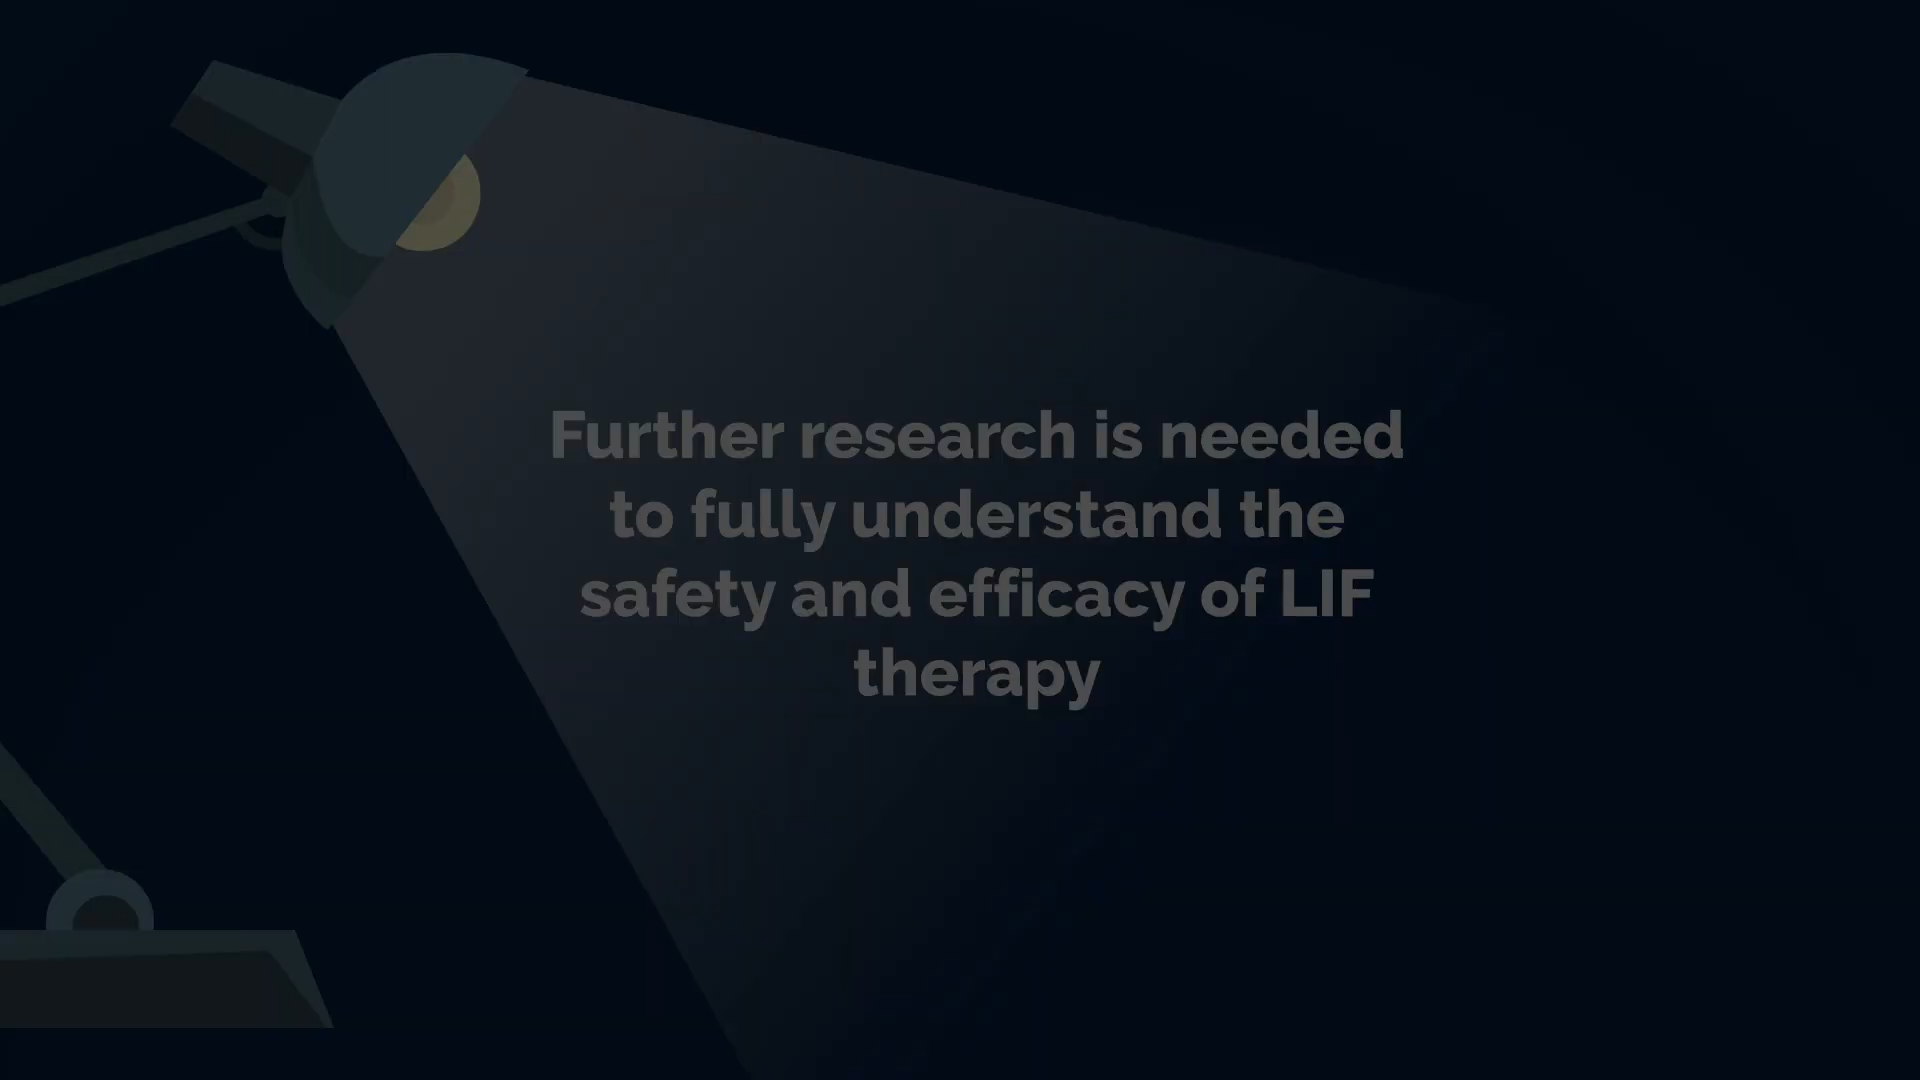 Further research is needed
to fully understand the
safety and efficacy of LIF
therapy